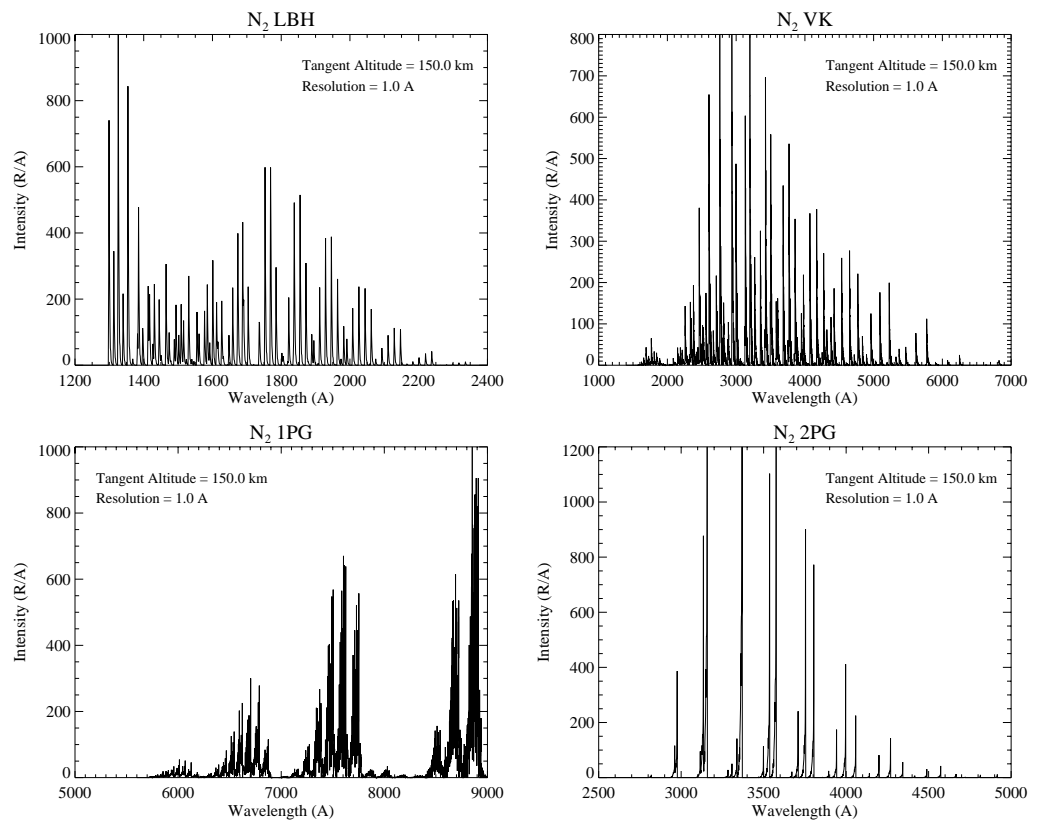 N2 LBH
Tangent Altitude = 150.0 km
Resolution = 1.0 A
1000
800
600
400
200
0
Intensity (R/A)
1200 1400 1600 1800 2000 2200 2400
Wavelength (A)
N2 VK
Tangent Altitude = 150.0 km
Resolution = 1.0 A
800
700
600
500
400
300
200
100
0
Intensity (R/A)
1000 2000 3000 4000 5000 6000 7000
Wavelength (A)
N2 1PG
Tangent Altitude = 150.0 km
Resolution = 1.0 A
1000
800
600
400
200
0
Intensity (R/A)
5000 6000 7000 8000 9000
Wavelength (A)
N2 2PG
Tangent Altitude = 150.0 km
Resolution = 1.0 A
1200
1000
800
600
400
200
0
Intensity (R/A)
2500 3000 3500 4000 4500 5000
Wavelength (A)